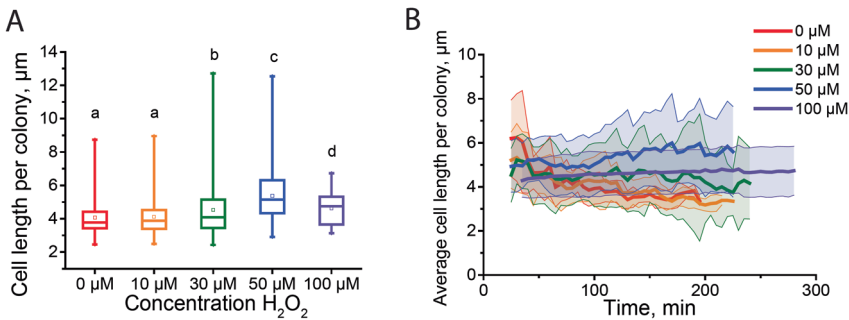 A
Cell length per colony, µm
14
12
10
8
6
4
2
a
a
b
c
d
0 µM
10 µM
30 µM
50 µM
100 µM
Concentration H₂O₂
B
Average cell length per colony, µm
10
8
6
4
2
0
0
100
200
300
Time, min
0 µM
10 µM
30 µM
50 µM
100 µM